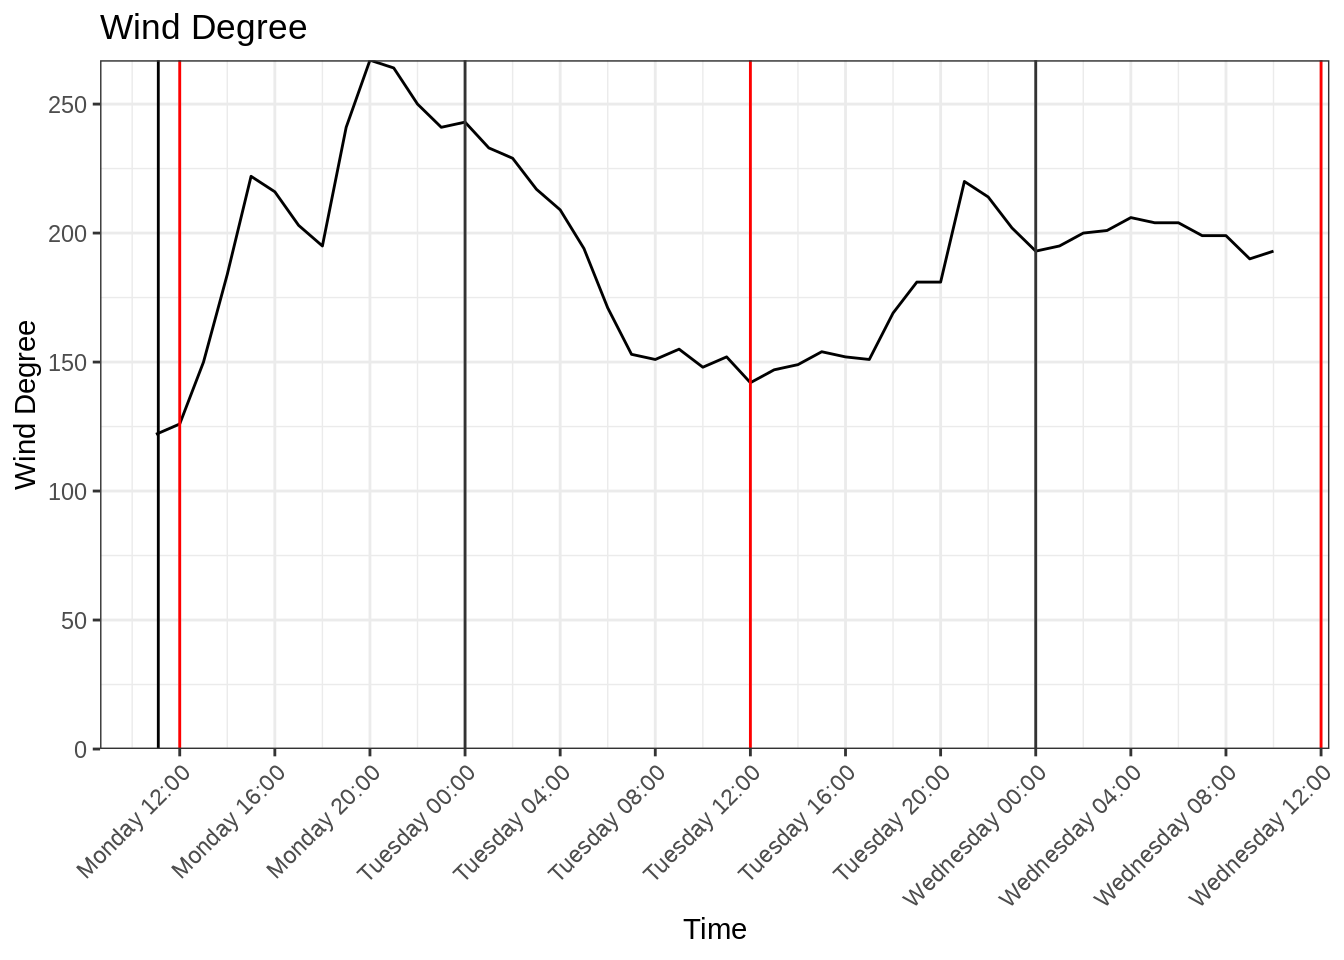 Wind Degree
Wind Degree
250
200
150
100
50
0
Monday 12:00
Monday 16:00
Monday 20:00
Tuesday 00:00
Tuesday 04:00
Tuesday 08:00
Tuesday 12:00
Tuesday 16:00
Tuesday 20:00
Wednesday 00:00
Wednesday 04:00
Wednesday 08:00
Wednesday 12:00
Time